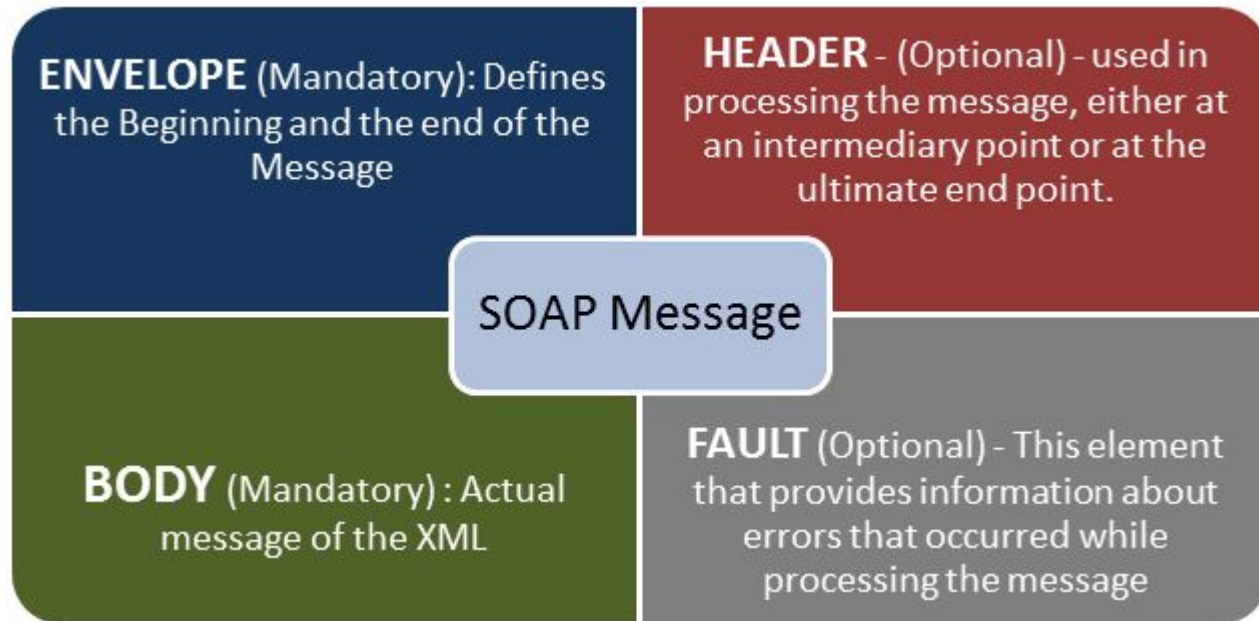 ENVELOPE (Mandatory): Defines
the Beginning and the end of the
Message
HEADER - (Optional) - used in
processing the message, either at
an intermediary point or at the
ultimate end point.
SOAP Message
BODY (Mandatory) : Actual
message of the XML
FAULT (Optional) - This element
that provides information about
errors that occurred while
processing the message